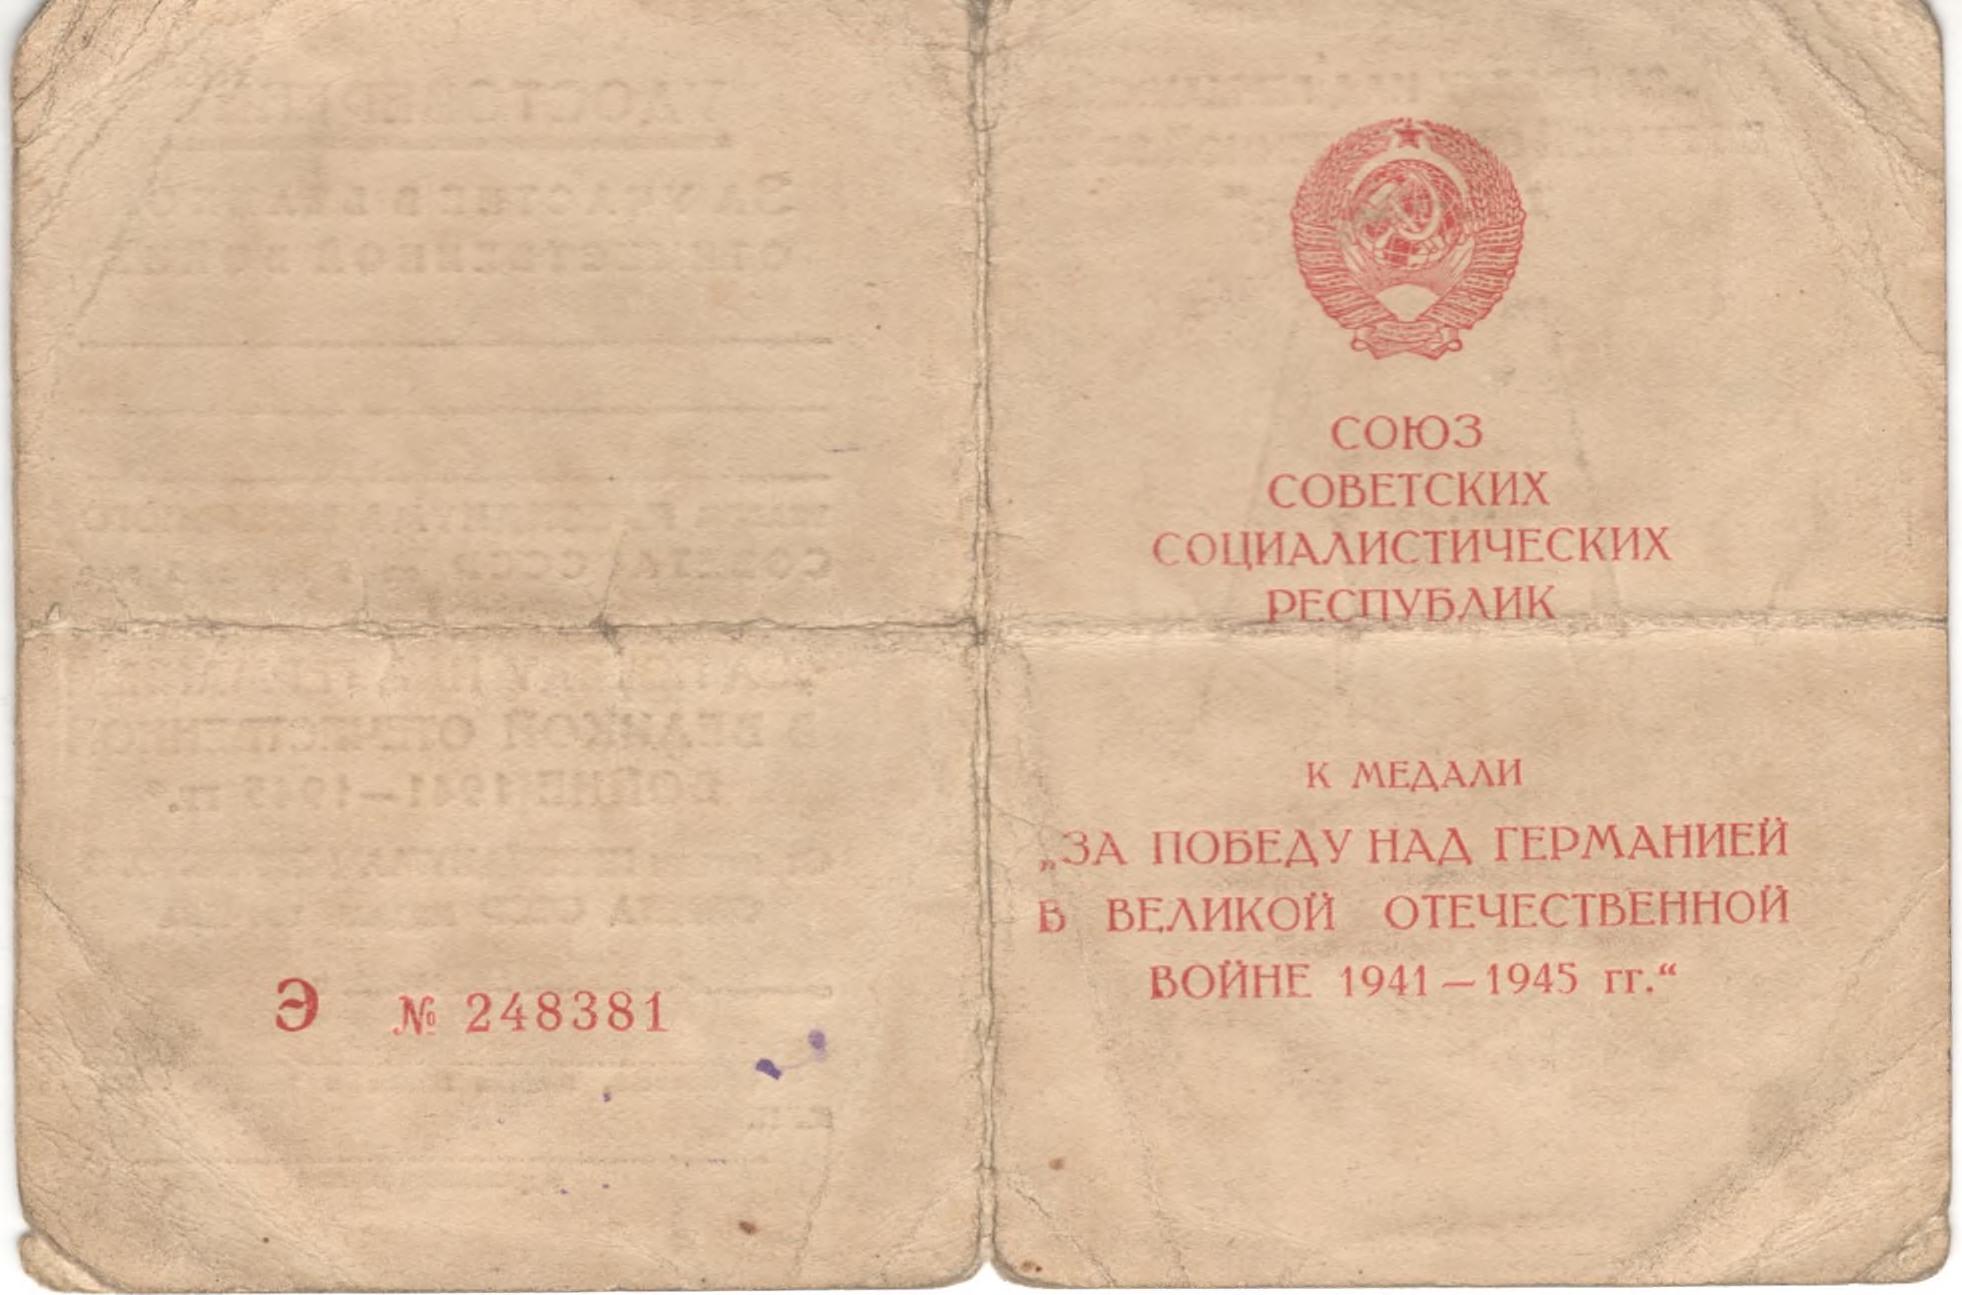 СОЮЗ
СОВЕТСКИХ
СОЦИАЛИСТИЧЕСКИХ
РЕСПУБЛИК
К МЕДАЛИ
„ЗА ПОБЕДУ НАД ГЕРМАНИЕЙ
В ВЕЛИКОЙ ОТЕЧЕСТВЕННОЙ
ВОЙНЕ 1941 — 1945 гг.“
Э № 248381